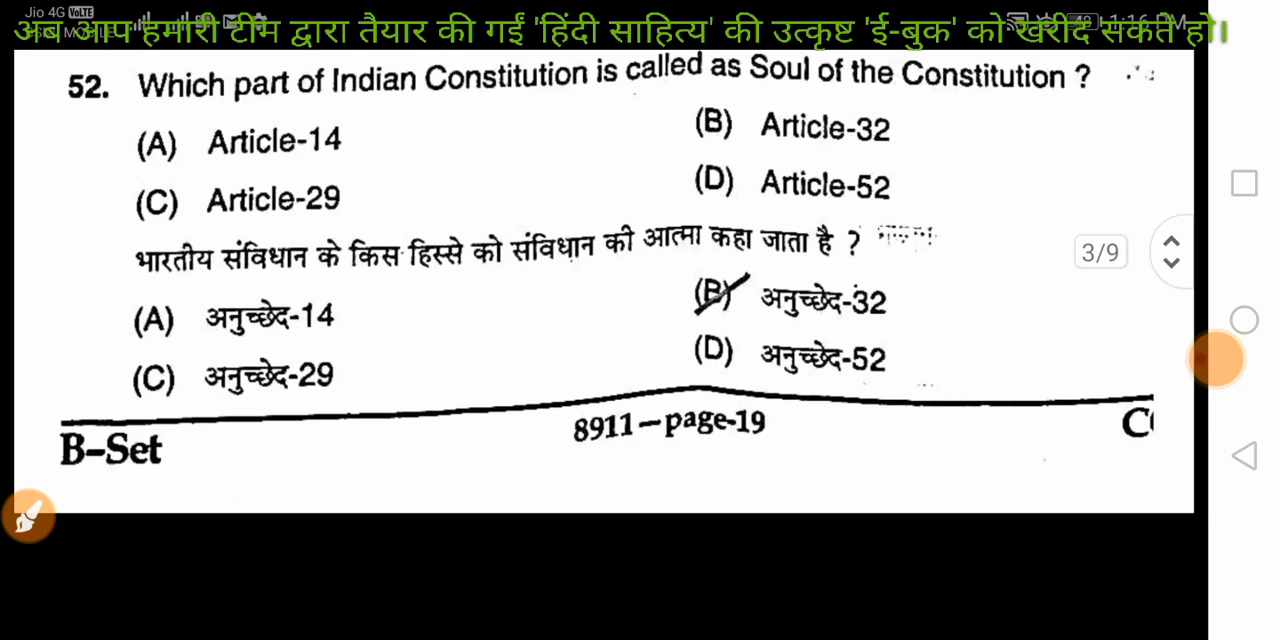 Jio 4G VoLTE
अब आप हमारी टीम द्वारा तैयार की गई 'हिंदी साहित्य' की उत्कृष्ट 'ई-बुक' को खरीद सकते हो।
52. Which part of Indian Constitution is called as Soul of the Constitution ?
(A) Article-14 (B) Article-32
(C) Article-29 (D) Article-52
भारतीय संविधान के किस हिस्से को संविधान की आत्मा कहा जाता है ?
(A) अनुच्छेद-14 (B) अनुच्छेद-32
(C) अनुच्छेद-29 (D) अनुच्छेद-52
3/9
8911–page-19
B–Set